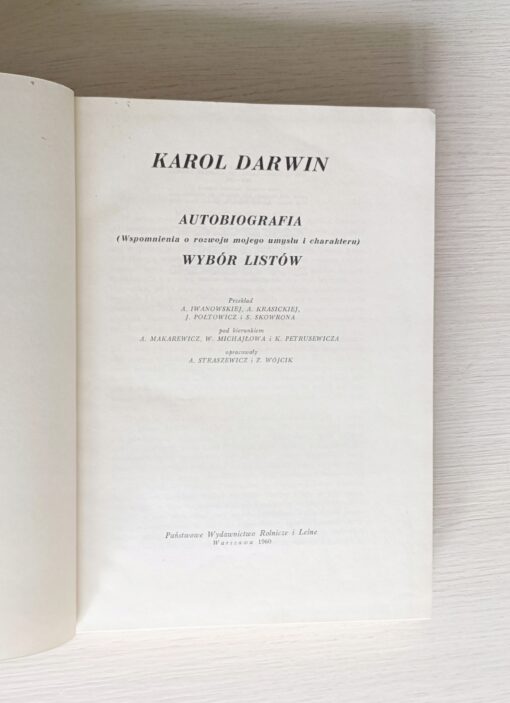 KAROL DARWIN
AUTOBIOGRAFIA
(Wspomnienia o rozwoju mojego umysłu i charakteru)
WYBÓR LISTÓW
Przekład
A. IWANOWSKIEJ, A. KRASICKIEJ,
J. POŁTOWICZ i S. SKOWRONA
pod kierunkiem
A. MAKAREWICZ, W. MICHAJŁOWA i K. PETRUSEWICZA
opracowały
A. STRASZEWICZ i Z. WÓJCIK
Państwowe Wydawnictwo Rolnicze i Leśne
Warszawa 1960